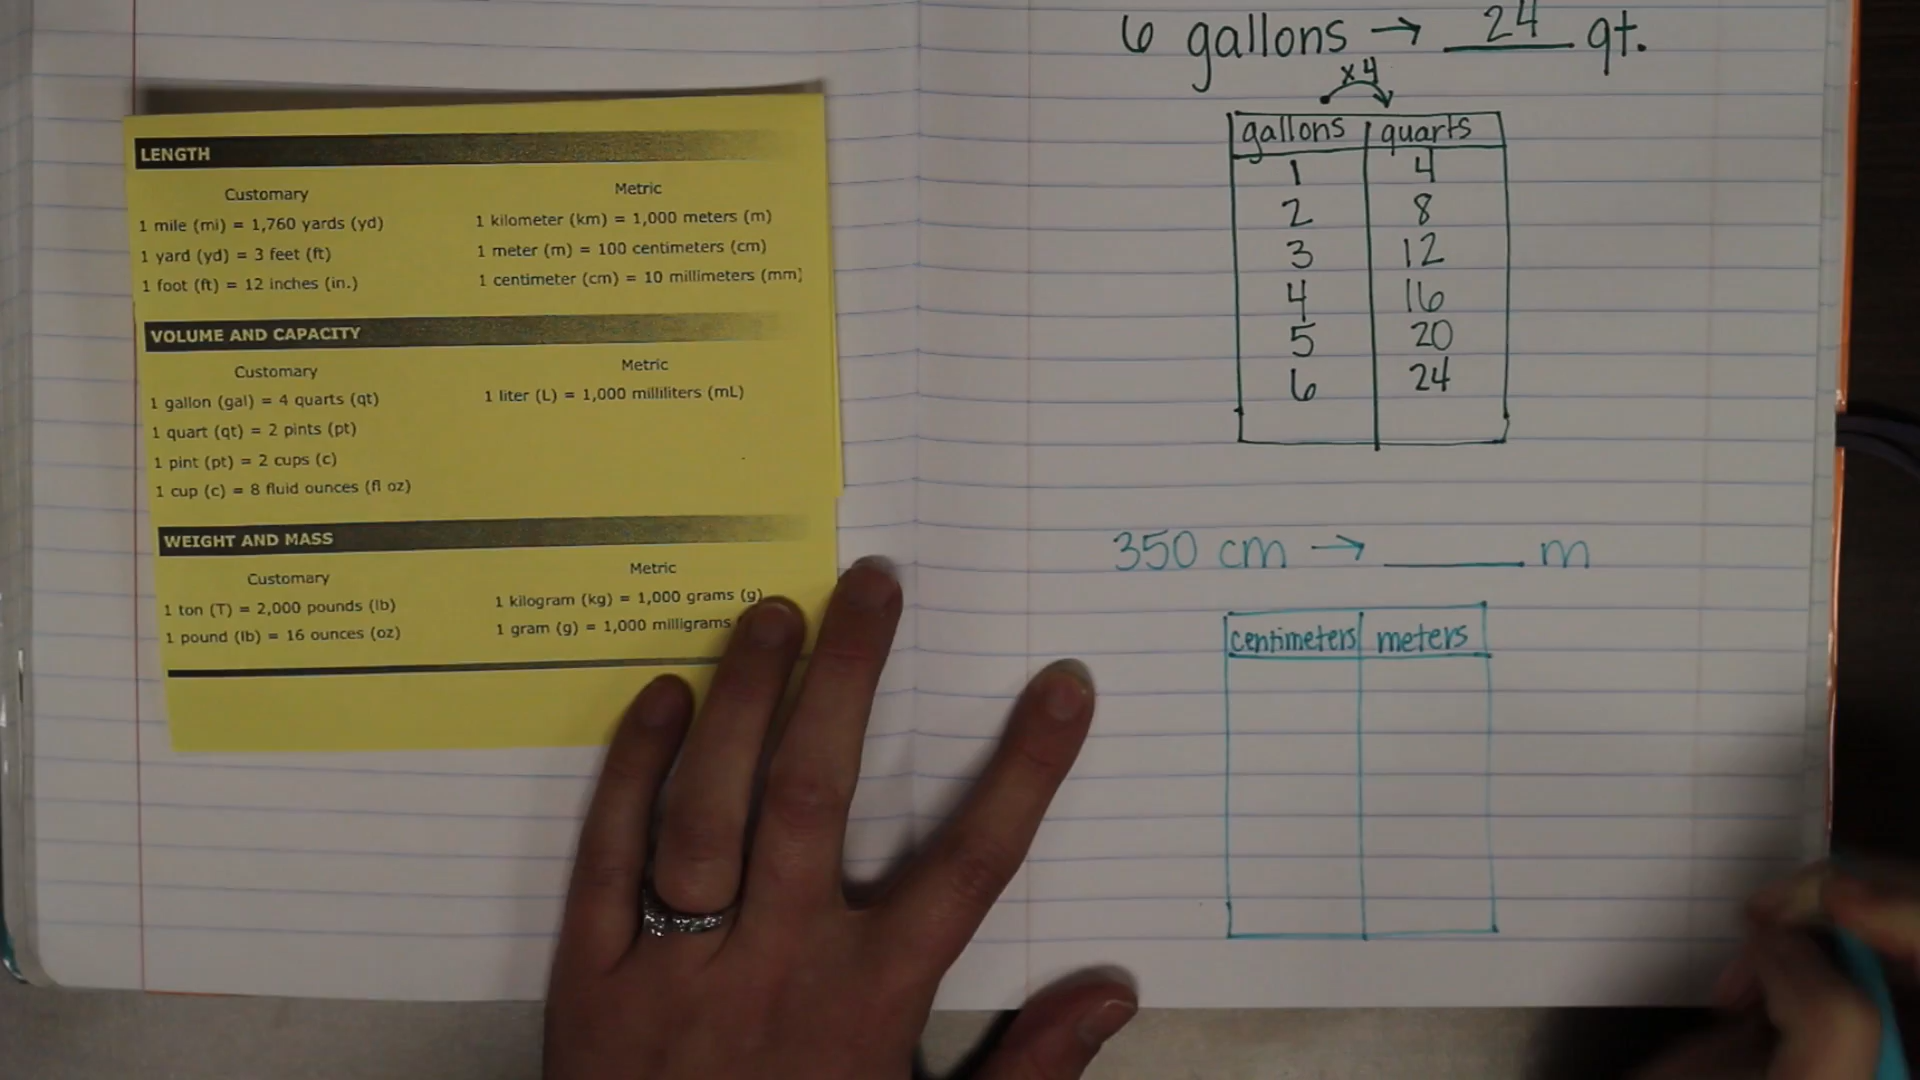 LENGTH
Customary
Metric
1 mile (mi) = 1,760 yards (yd)
1 kilometer (km) = 1,000 meters (m)
1 yard (yd) = 3 feet (ft)
1 meter (m) = 100 centimeters (cm)
1 foot (ft) = 12 inches (in.)
1 centimeter (cm) = 10 millimeters (mm)
VOLUME AND CAPACITY
Customary
Metric
1 gallon (gal) = 4 quarts (qt)
1 liter (L) = 1,000 milliliters (mL)
1 quart (qt) = 2 pints (pt)
1 pint (pt) = 2 cups (c)
1 cup (c) = 8 fluid ounces (fl oz)
WEIGHT AND MASS
Customary
Metric
1 ton (T) = 2,000 pounds (lb)
1 kilogram (kg) = 1,000 grams (g)
1 pound (lb) = 16 ounces (oz)
1 gram (g) = 1,000 milligrams
6 gallons → 24 qt.
x4
gallons quarts
1 4
2 8
3 12
4 16
5 20
6 24
350 cm → ____ m
centimeters meters